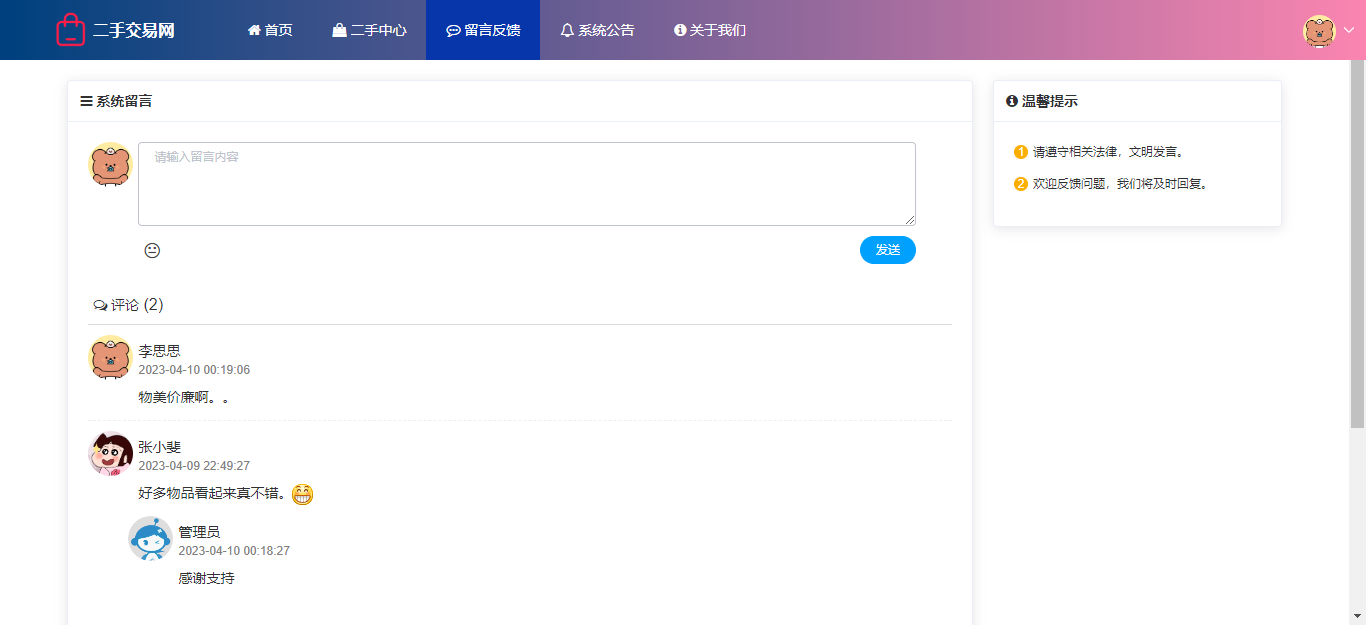 二手交易网 首页 二手中心 留言反馈 系统公告 关于我们
系统留言
请输入留言内容
发送
评论 (2)
李思思
2023-04-10 00:19:06
物美价廉啊。。
张小斐
2023-04-09 22:49:27
好多物品看起来真不错。
管理员
2023-04-10 00:18:27
感谢支持
温馨提示
1 请遵守相关法律，文明发言。
2 欢迎反馈问题，我们将及时回复。